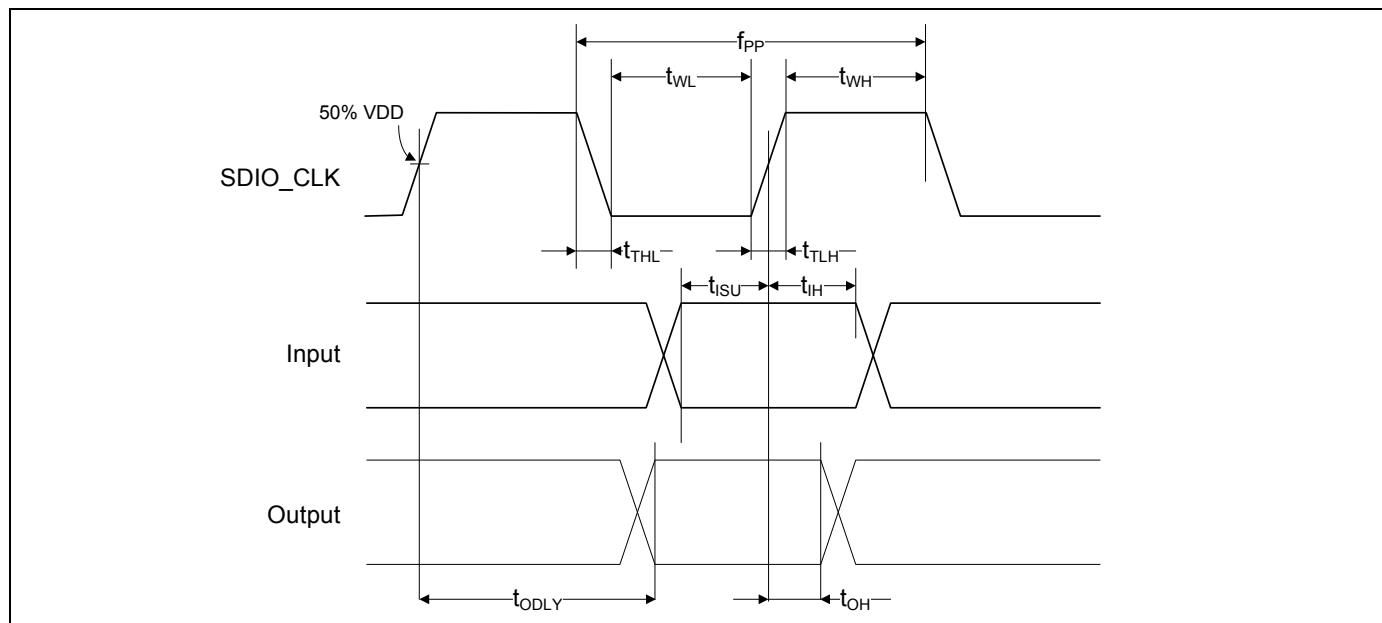 fPP
tWL
tWH
50% VDD
SDIO_CLK
tTHL
tTLH
tISU
tIH
Input
Output
tODLY
tOH